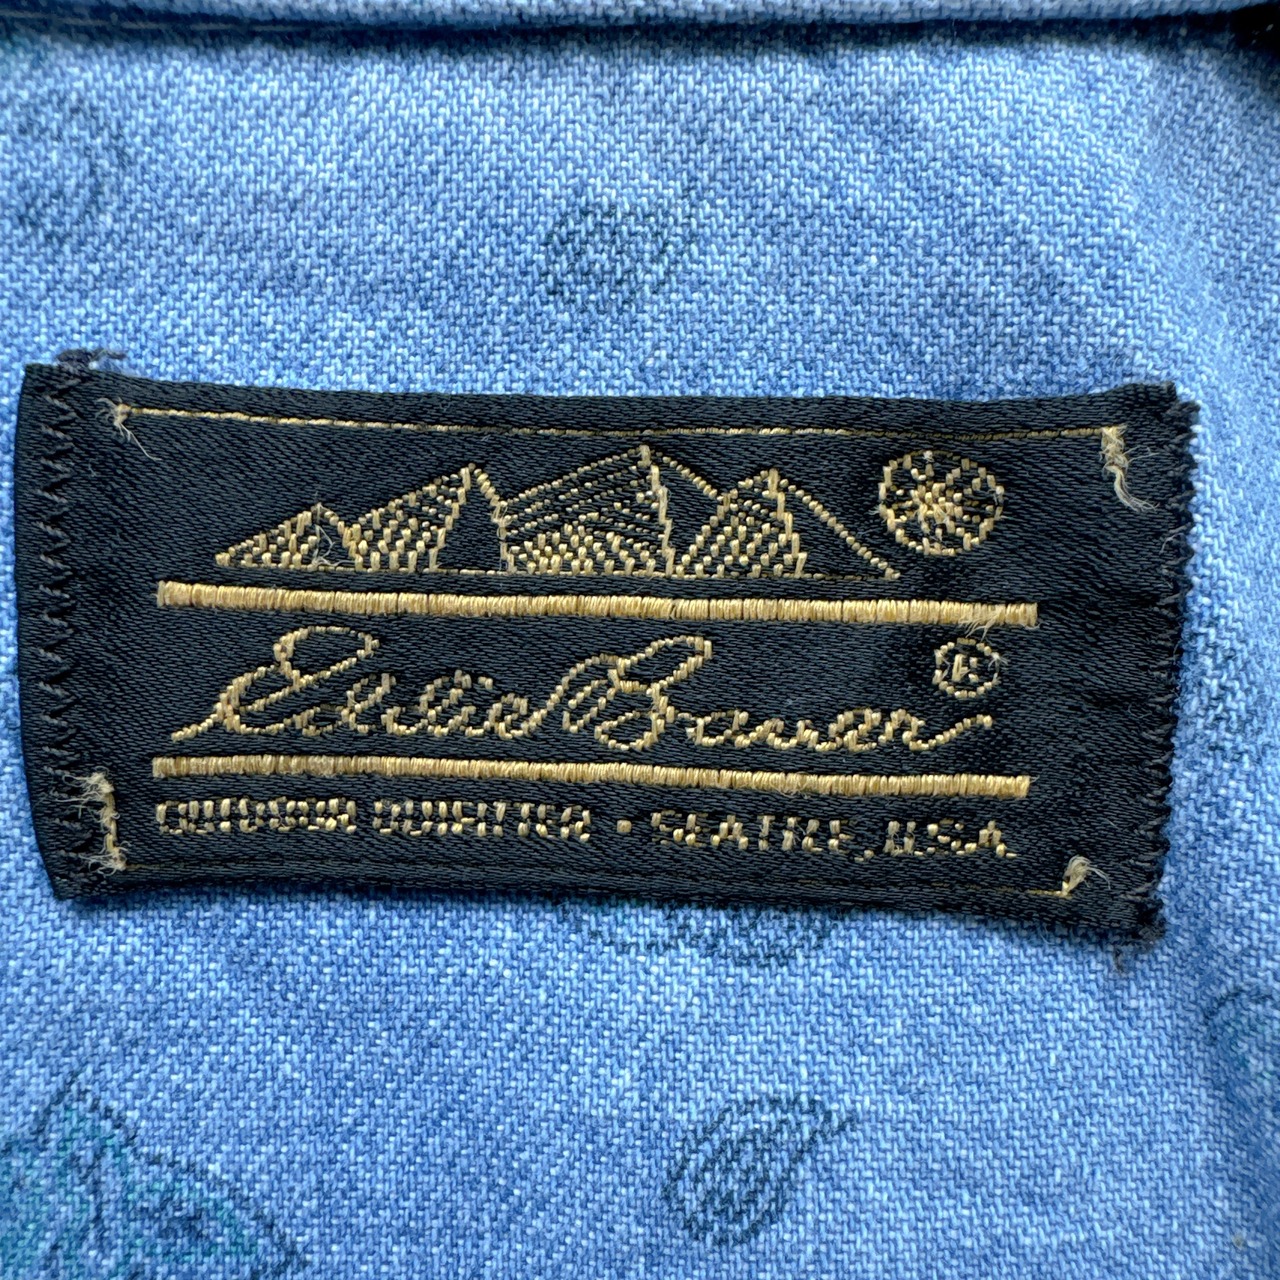 Eddie Bauer ®
OUTDOOR OUTFITTER • SEATTLE, U.S.A.